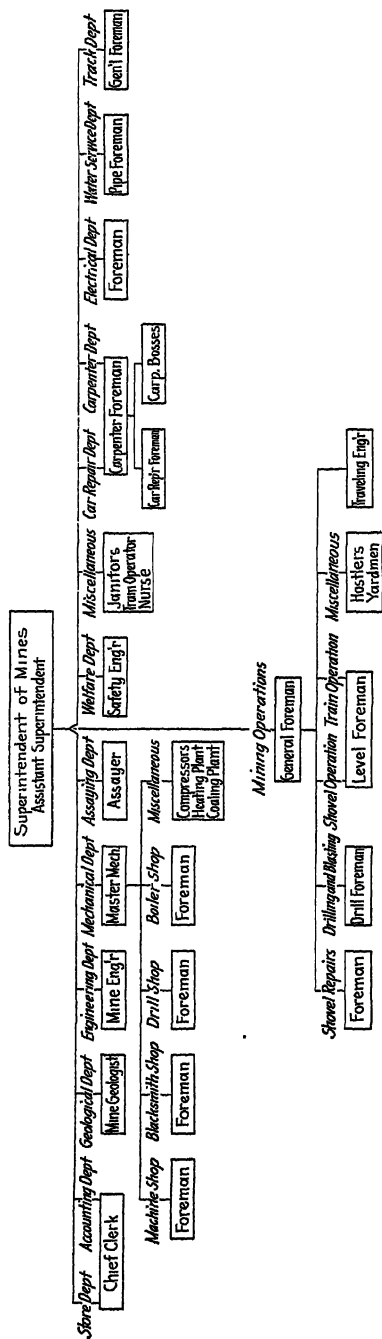 Superintendent of Mines
Assistant Superintendent
Store Dept
Accounting Dept
Chief Clerk
Geological Dept
Mine Geologist
Engineering Dept
Mine Eng'r
Mechanical Dept
Master Mech.
Assaying Dept
Assayer
Welfare Dept
Safety Eng'r
Miscellaneous
Janitors
Tram Operator
Nurse
Car Repair Dept
Carpenter Dept
Carpenter Foreman
Car Rep'r Foreman
Carp. Bosses
Electrical Dept
Foreman
Water Service Dept
Pipe Foreman
Track Dept
Gen'l Foreman
Machine Shop
Foreman
Blacksmith Shop
Foreman
Drill Shop
Foreman
Boiler Shop
Foreman
Miscellaneous
Compressors
Heating Plant
Coaling Plant
Mining Operations
General Foreman
Shovel Repairs
Foreman
Drilling and Blasting
Drill Foreman
Shovel Operation
Train Operation
Level Foreman
Miscellaneous
Hostlers
Yardmen
Traveling Eng'r